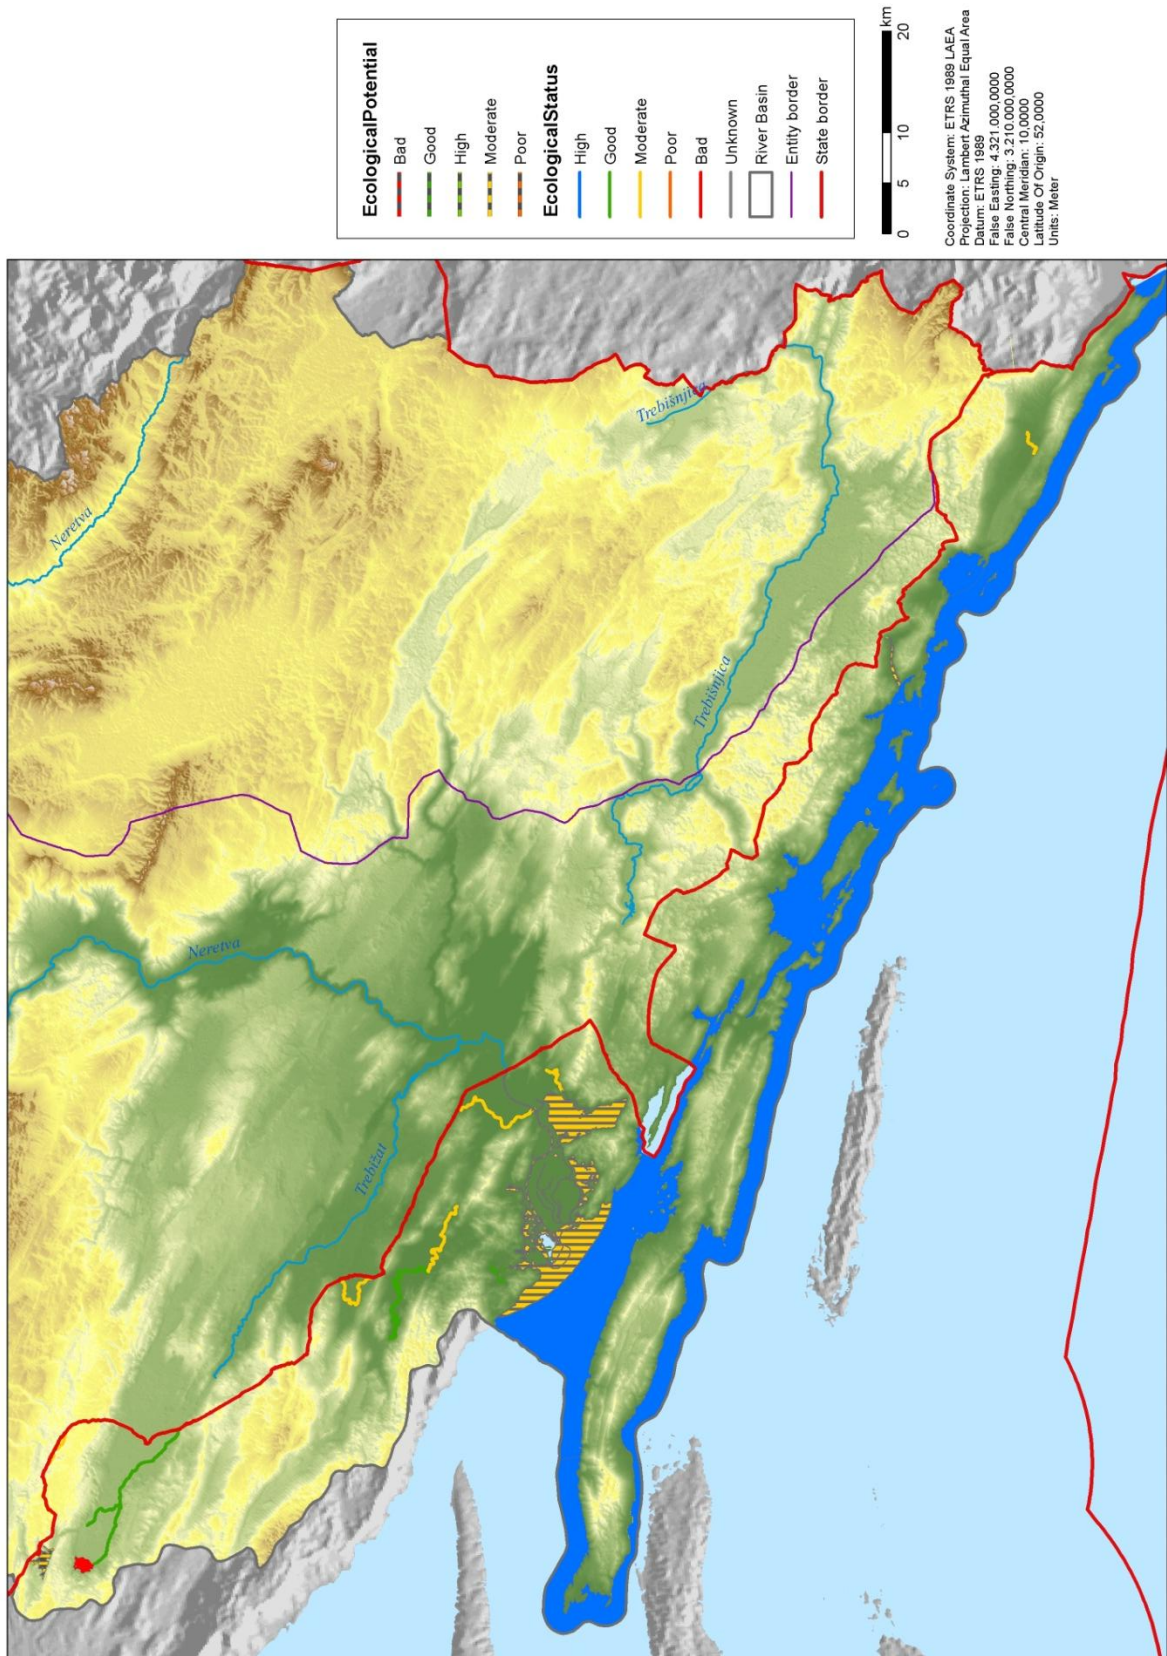 Neretva
Trebišnjica
Neretva
Trebišnjica
Trebižat
EcologicalPotential
Bad
Good
High
Moderate
Poor
EcologicalStatus
High
Good
Moderate
Poor
Bad
Unknown
River Basin
Entity border
State border
0 5 10 20
km
Coordinate System: ETRS 1989 LAEA
Projection: Lambert Azimuthal Equal Area
Datum: ETRS 1989
False Easting: 4.321.000,0000
False Northing: 3.210.000,0000
Central Meridian: 10,0000
Latitude Of Origin: 52,0000
Units: Meter